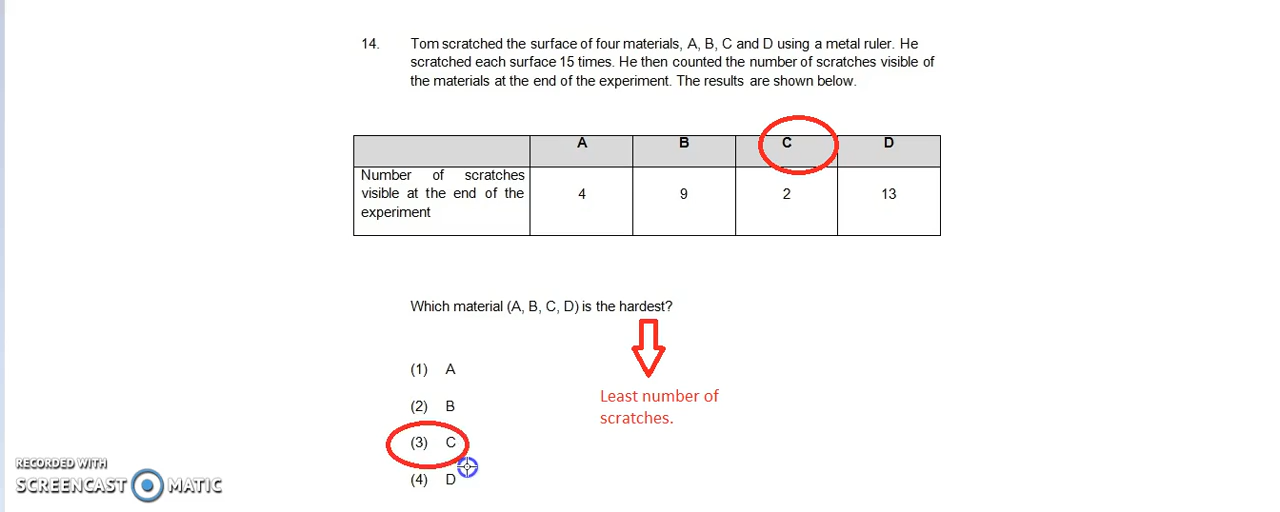 14. Tom scratched the surface of four materials, A, B, C and D using a metal ruler. He
scratched each surface 15 times. He then counted the number of scratches visible of
the materials at the end of the experiment. The results are shown below.
A B C D
Number of scratches
visible at the end of the
experiment
4 9 2 13
Which material (A, B, C, D) is the hardest?
(1) A
Least number of
scratches.
(2) B
(3) C
(4) D
RECORDED WITH
SCREENCAST MATIC